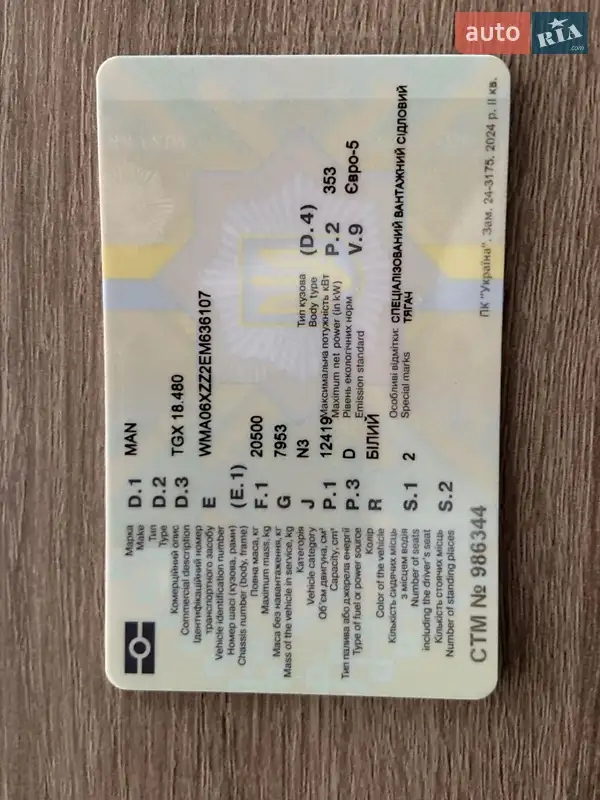 auto RIA .com
Марка D.1 MAN
Make
Тип D.2
Type
Комерційний опис D.3 TGX 18.480
Commercial description
Ідентифікаційний номер E WMA06XZZ2EM636107
транспортного засобу
Vehicle identification number
Номер шасі (кузова, рами) (E.1)
Chassis number (body, frame)
Повна маса, кг F.1 20500
Maximum mass, kg
Маса без навантаження, кг G 7953
Mass of the vehicle in service, kg
Категорія J N3
Vehicle category
Тип кузова (D.4)
Body type
Об'єм двигуна, см³ P.1 12419
Capacity, cm³
Максимальна потужність кВт P.2 353
Maximum net power (in kW)
Тип палива або джерела енергії P.3 D
Type of fuel or power source
Рівень екологічних норм V.9 Євро-5
Emission standard
Колір R БІЛИЙ
Color of the vehicle
Кількість сидячих місць S.1 2
з місцем водія
Number of seats
including the driver's seat
Особливі відмітки: СПЕЦІАЛІЗОВАНИЙ ВАНТАЖНИЙ СІДЛОВИЙ
Special marks ТЯГАЧ
Кількість стоячих місць S.2
Number of standing places
СТМ № 986344
ПК "Україна". Зам. 24-3175. 2024 р. ІІ кв.